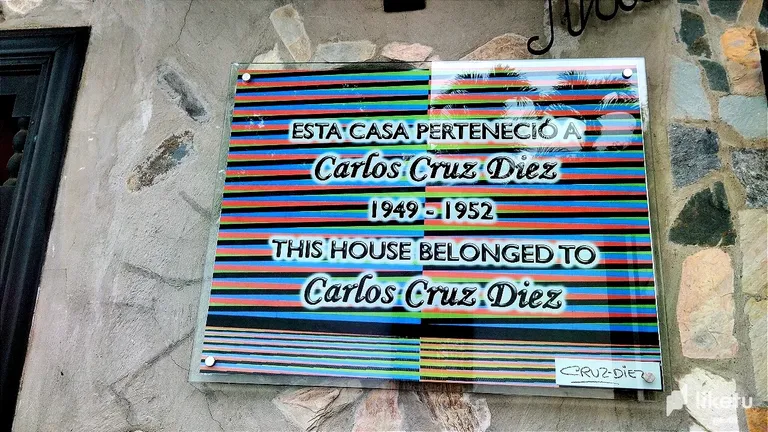 ESTA CASA PERTENECIÓ A
Carlos Cruz Diez
1949 - 1952
THIS HOUSE BELONGED TO
Carlos Cruz Diez
CRUZ-DIEZ
liketu